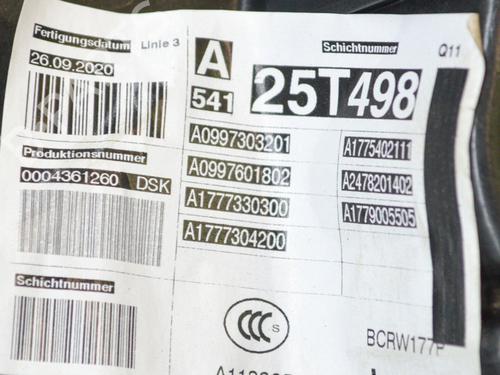 Fertigungsdatum Linie 3
26.09.2020
A
541
Schichtnummer
Q11
25T498
Produktionsnummer
0004361260 DSK
A0997303201
A0997601802
A1777330300
A1777304200
A1775402111
A2478201402
A1779005505
Schichtnummer
CCC S
BCRW177P